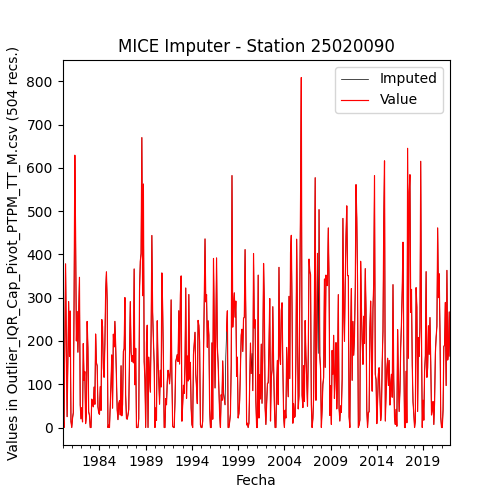 MICE Imputer - Station 25020090
Values in Outlier_IQR_Cap_Pivot_PTPM_TT_M.csv (504 recs.)
Imputed
Value
800
700
600
500
400
300
200
100
0
1984 1989 1994 1999 2004 2009 2014 2019
Fecha